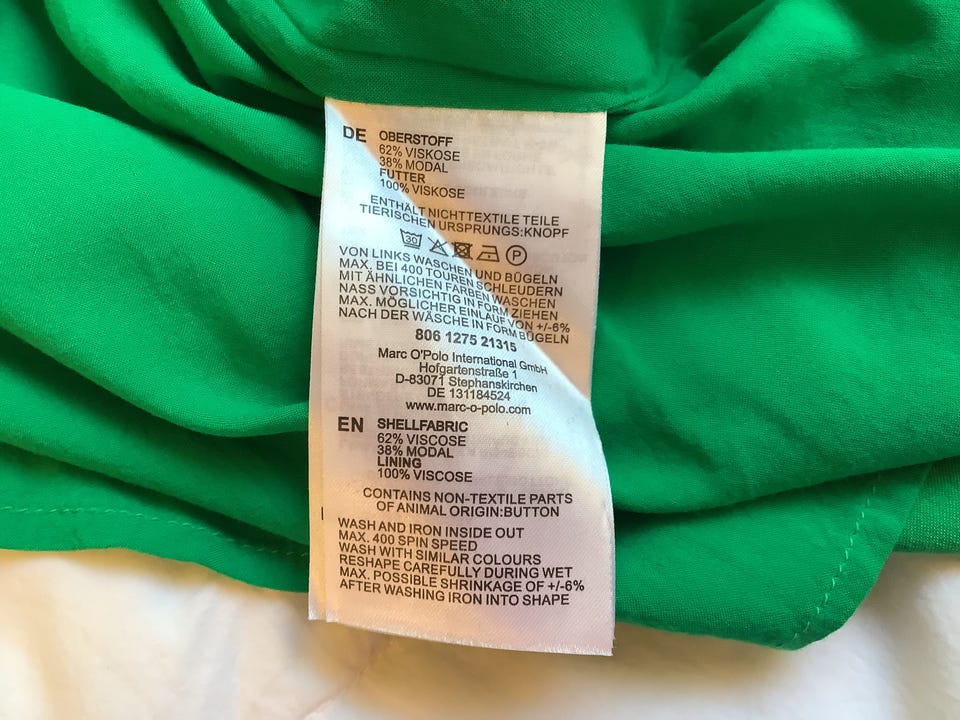 DE OBERSTOFF
62% VISKOSE
38% MODAL
FUTTER
100% VISKOSE
ENTHÄLT NICHTTEXTILE TEILE
TIERISCHEN URSPRUNGS:KNOPF
30 P
VON LINKS WASCHEN UND BÜGELN
MAX. BEI 400 TOUREN SCHLEUDERN
MIT ÄHNLICHEN FARBEN WASCHEN
NASS VORSICHTIG IN FORM ZIEHEN
MAX. MÖGLICHER EINLAUF VON +/-6%
NACH DER WÄSCHE IN FORM BÜGELN
806 1275 21315
Marc O'Polo International GmbH
Hofgartenstraße 1
D-83071 Stephanskirchen
DE 131184524
www.marc-o-polo.com
EN SHELLFABRIC
62% VISCOSE
38% MODAL
LINING
100% VISCOSE
CONTAINS NON-TEXTILE PARTS
OF ANIMAL ORIGIN:BUTTON
WASH AND IRON INSIDE OUT
MAX. 400 SPIN SPEED
WASH WITH SIMILAR COLOURS
RESHAPE CAREFULLY DURING WET
MAX. POSSIBLE SHRINKAGE OF +/-6%
AFTER WASHING IRON INTO SHAPE